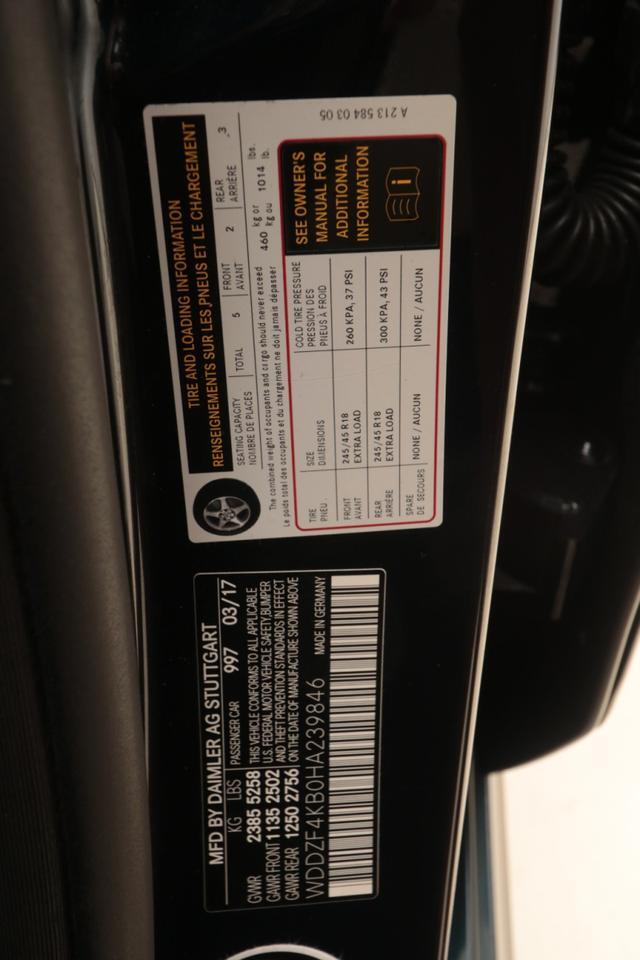 TIRE AND LOADING INFORMATION
RENSEIGNEMENTS SUR LES PNEUS ET LE CHARGEMENT
SEATING CAPACITY
NOMBRE DE PLACES
TOTAL 5
FRONT
AVANT
2
REAR
ARRIÈRE
3
The combined weight of occupants and cargo should never exceed
Le poids total des occupants et du chargement ne doit jamais dépasser
460 kg or
kg ou
1014 lbs.
lb.
TIRE
PNEU
SIZE
DIMENSIONS
COLD TIRE PRESSURE
PRESSION DES
PNEUS À FROID
FRONT
AVANT
245/45 R18
EXTRA LOAD
260 KPA, 37 PSI
REAR
ARRIÈRE
245/45 R18
EXTRA LOAD
300 KPA, 43 PSI
SPARE
DE SECOURS
NONE / AUCUN
NONE / AUCUN
SEE OWNER'S
MANUAL FOR
ADDITIONAL
INFORMATION
A 213 584 03 05
MFD BY DAIMLER AG STUTTGART
KG LBS PASSENGER CAR 997 03/17
GVWR 2385 5258
GAWR FRONT 1135 2502
GAWR REAR 1250 2756
THIS VEHICLE CONFORMS TO ALL APPLICABLE
U.S. FEDERAL MOTOR VEHICLE SAFETY,BUMPER
AND THEFT PREVENTION STANDARDS IN EFFECT
ON THE DATE OF MANUFACTURE SHOWN ABOVE
WDDZF4KB0HA239846 MADE IN GERMANY